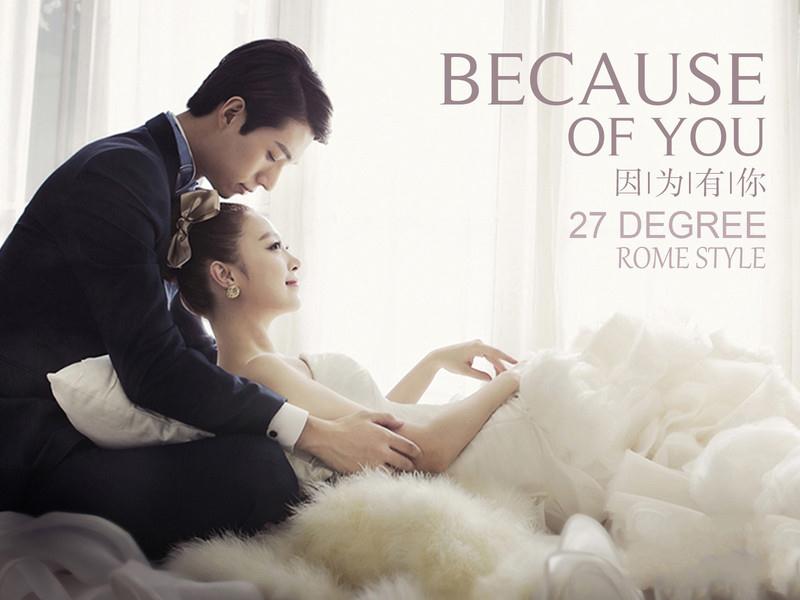 BECAUSE
OF YOU
因|为|有|你
27 DEGREE
ROME STYLE